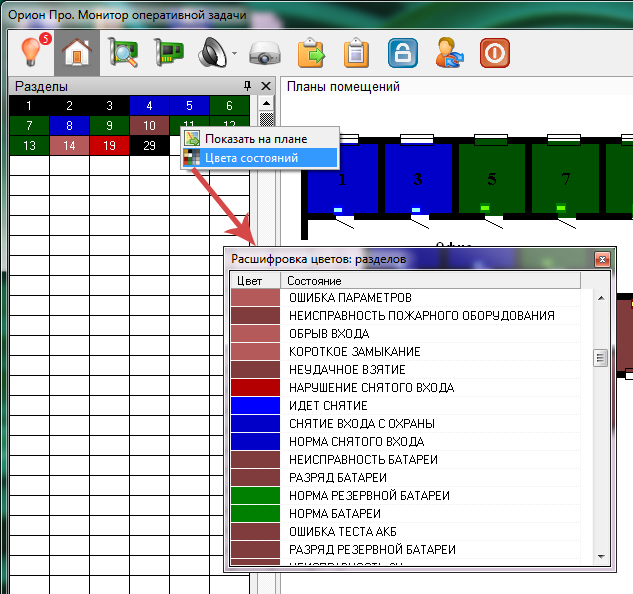 Орион Про. Монитор оперативной задачи
5
Разделы
Планы помещений
1 2 3 4 5 6
7 8 9 10 11 12
13 14 19 29
Показать на плане
Цвета состояний
1 3 5 7
Расшифровка цветов: разделов
Цвет Состояние
ОШИБКА ПАРАМЕТРОВ
НЕИСПРАВНОСТЬ ПОЖАРНОГО ОБОРУДОВАНИЯ
ОБРЫВ ВХОДА
КОРОТКОЕ ЗАМЫКАНИЕ
НЕУДАЧНОЕ ВЗЯТИЕ
НАРУШЕНИЕ СНЯТОГО ВХОДА
ИДЕТ СНЯТИЕ
СНЯТИЕ ВХОДА С ОХРАНЫ
НОРМА СНЯТОГО ВХОДА
НЕИСПРАВНОСТЬ БАТАРЕИ
РАЗРЯД БАТАРЕИ
НОРМА РЕЗЕРВНОЙ БАТАРЕИ
НОРМА БАТАРЕИ
ОШИБКА ТЕСТА АКБ
РАЗРЯД РЕЗЕРВНОЙ БАТАРЕИ